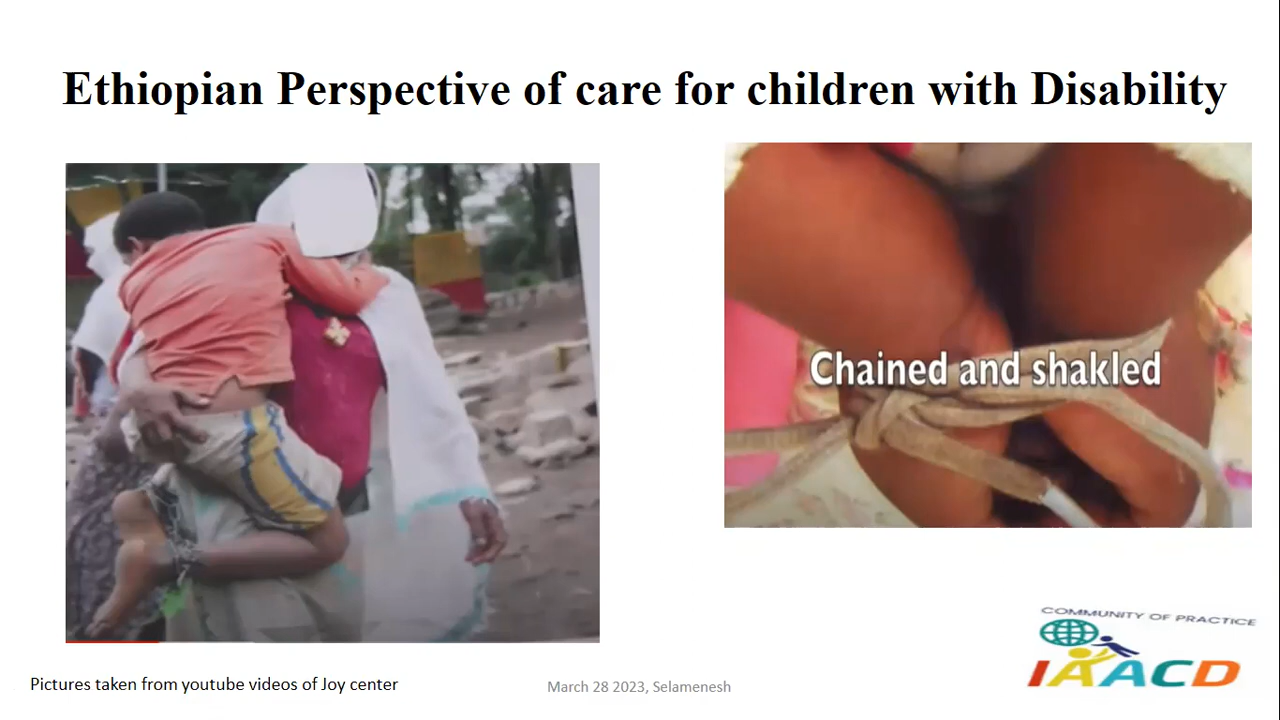 Ethiopian Perspective of care for children with Disability
Chained and shakled
COMMUNITY OF PRACTICE
IAACD
Pictures taken from youtube videos of Joy center
March 28 2023, Selamenesh